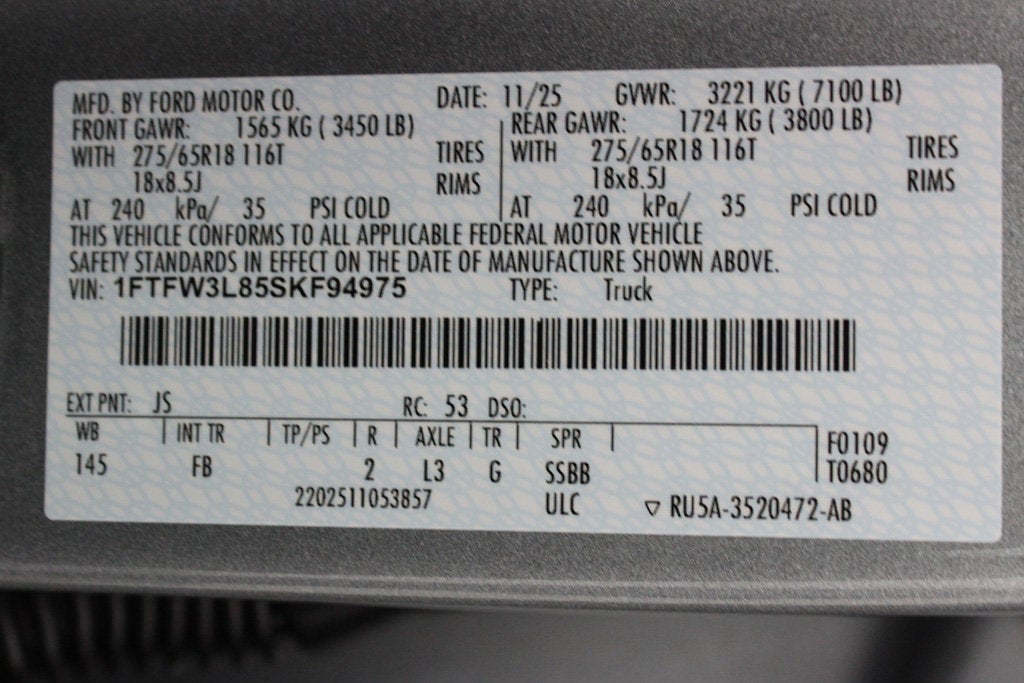 MFD. BY FORD MOTOR CO. DATE: 11/25 GVWR: 3221 KG ( 7100 LB)
FRONT GAWR: 1565 KG ( 3450 LB) REAR GAWR: 1724 KG ( 3800 LB)
WITH 275/65R18 116T TIRES WITH 275/65R18 116T TIRES
18x8.5J RIMS 18x8.5J RIMS
AT 240 kPa/ 35 PSI COLD AT 240 kPa/ 35 PSI COLD
THIS VEHICLE CONFORMS TO ALL APPLICABLE FEDERAL MOTOR VEHICLE
SAFETY STANDARDS IN EFFECT ON THE DATE OF MANUFACTURE SHOWN ABOVE.
VIN: 1FTFW3L85SKF94975 TYPE: Truck
EXT PNT: JS RC: 53 DSO:
WB INT TR TP/PS R AXLE TR SPR F0109
145 FB 2 L3 G SSBB T0680
2202511053857 ULC ▽ RU5A-3520472-AB